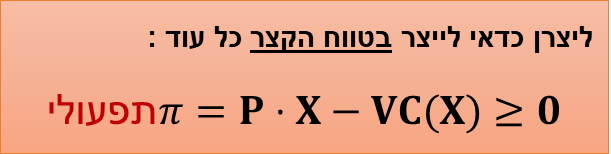 ליצרן כדאי לייצר בטווח הקצר כל עוד :
תפעולי π = P · X − VC(X) ≥ 0